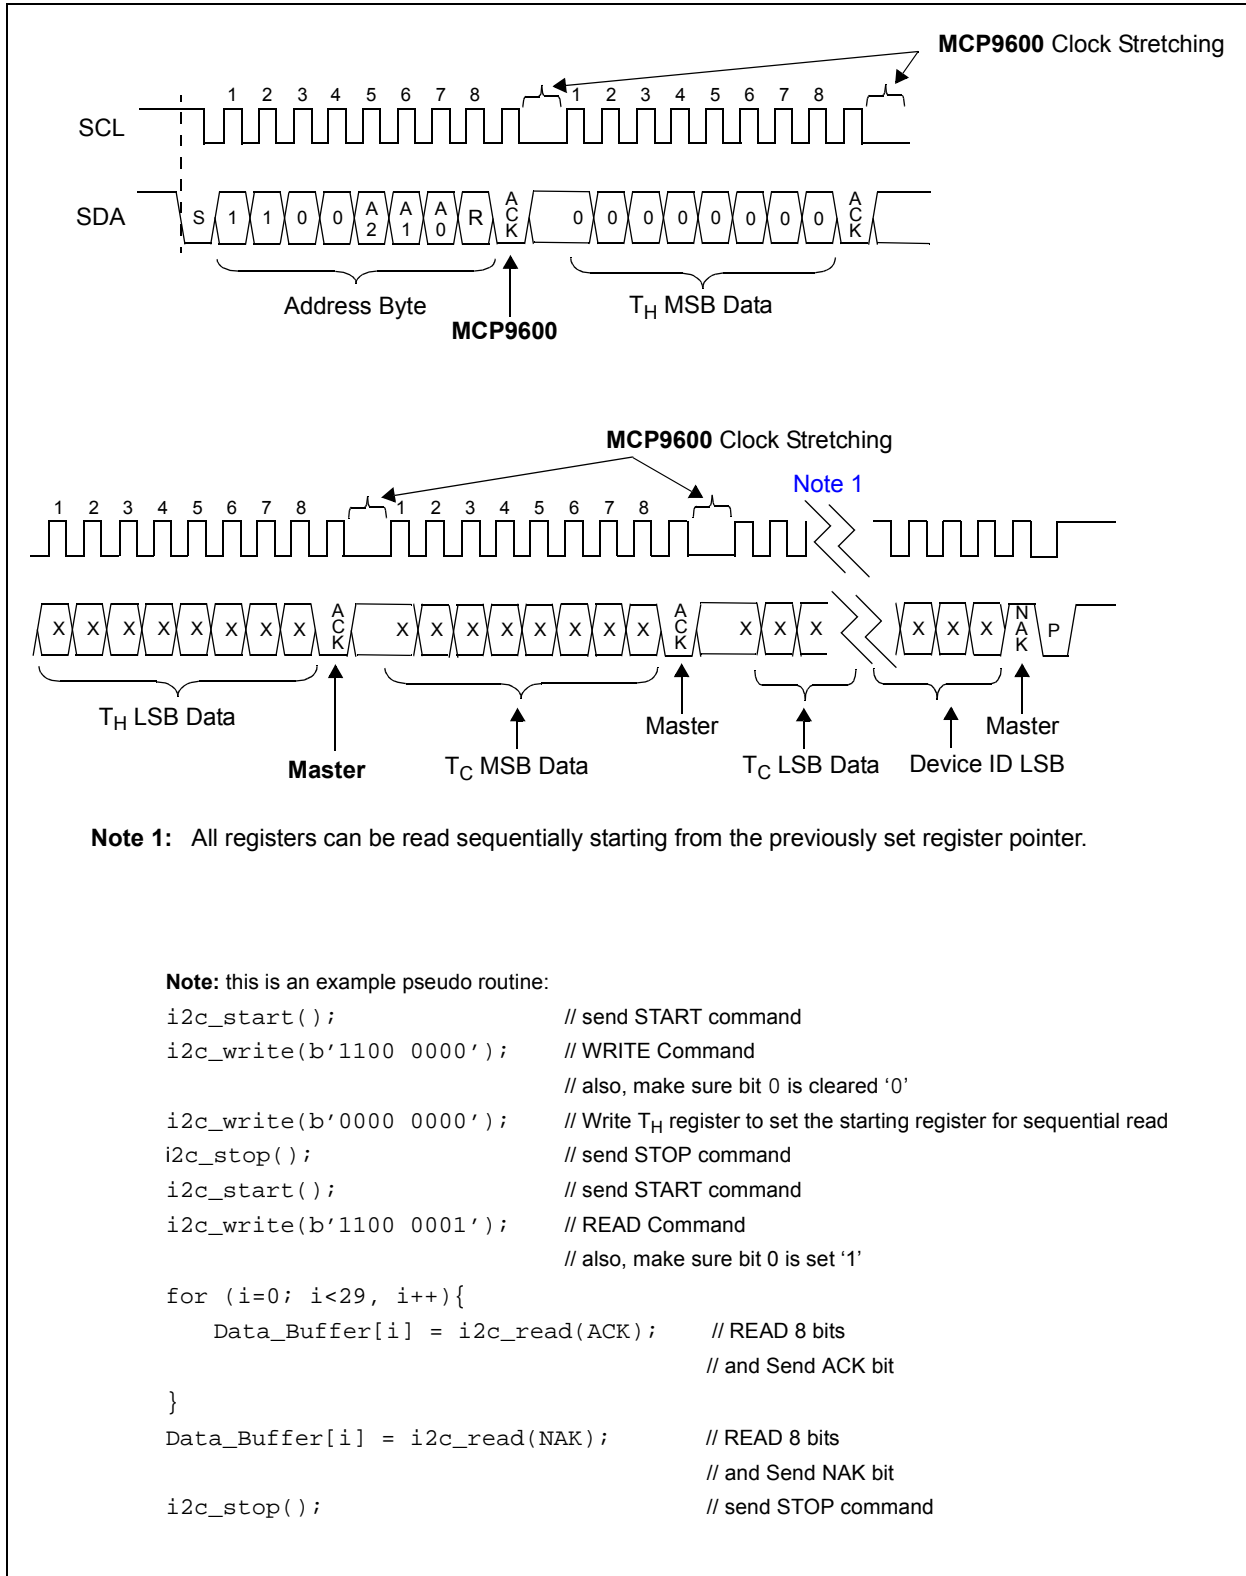 MCP9600 Clock Stretching
1 2 3 4 5 6 7 8 1 2 3 4 5 6 7 8
SCL
SDA
S 1 1 0 0 A2 A1 A0 R ACK 0 0 0 0 0 0 0 0 ACK
Address Byte
TH MSB Data
MCP9600
MCP9600 Clock Stretching
Note 1
1 2 3 4 5 6 7 8 1 2 3 4 5 6 7 8
X X X X X X X X ACK X X X X X X X X ACK X X X X X X NAK P
TH LSB Data
Master
TC MSB Data
Master
TC LSB Data
Master
Device ID LSB
Note 1: All registers can be read sequentially starting from the previously set register pointer.
Note: this is an example pseudo routine:
i2c_start(); // send START command
i2c_write(b’1100 0000’); // WRITE Command
// also, make sure bit 0 is cleared ‘0’
i2c_write(b’0000 0000’); // Write TH register to set the starting register for sequential read
i2c_stop(); // send STOP command
i2c_start(); // send START command
i2c_write(b’1100 0001’); // READ Command
// also, make sure bit 0 is set ‘1’
for (i=0; i<29, i++){
Data_Buffer[i] = i2c_read(ACK); // READ 8 bits
// and Send ACK bit
}
Data_Buffer[i] = i2c_read(NAK); // READ 8 bits
// and Send NAK bit
i2c_stop(); // send STOP command